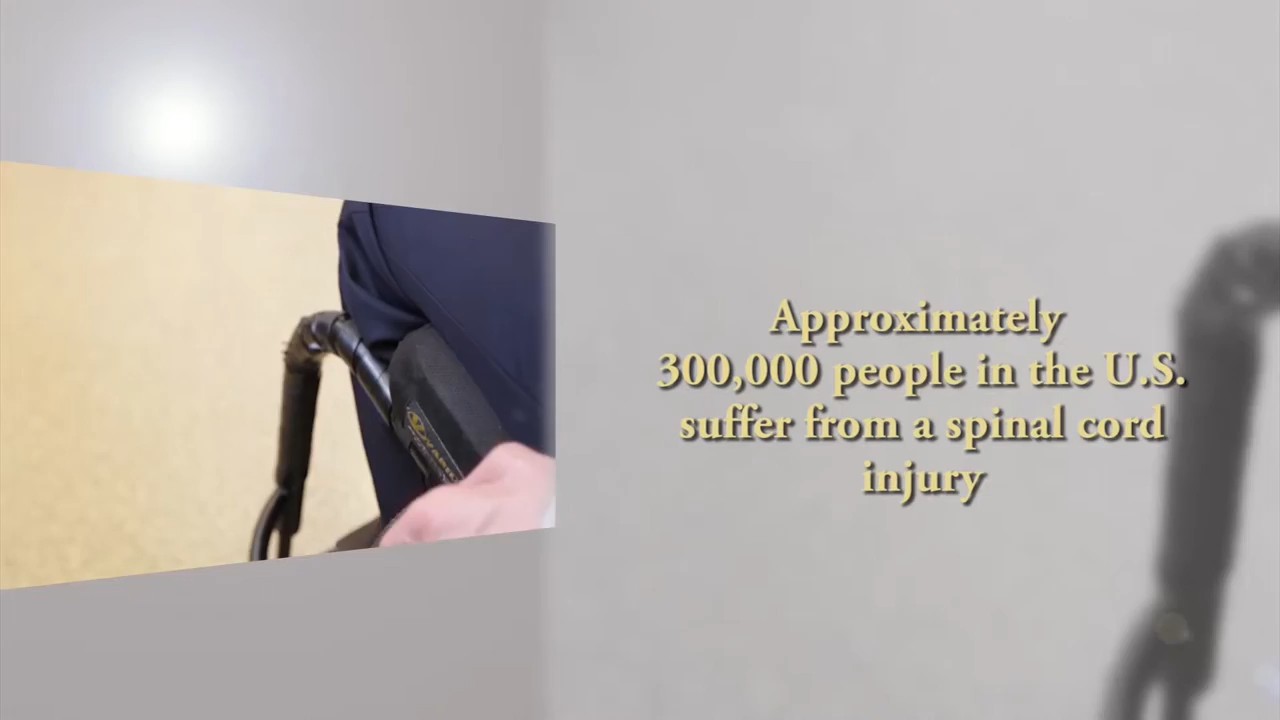 Approximately
300,000 people in the U.S.
suffer from a spinal cord
injury